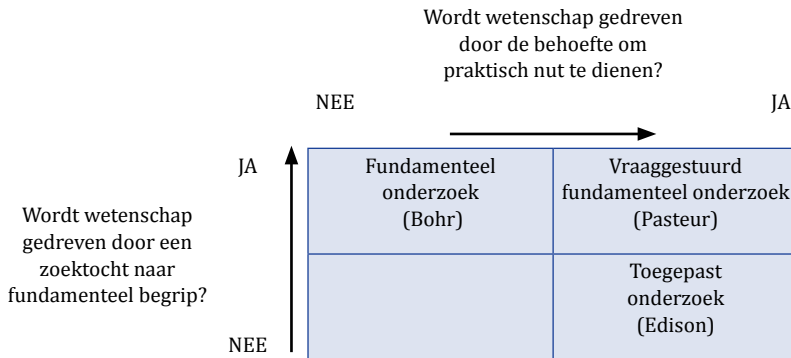 Wordt wetenschap gedreven
door de behoefte om
praktisch nut te dienen?
NEE
JA
JA
Fundamenteel
onderzoek
(Bohr)
Vraaggestuurd
fundamenteel onderzoek
(Pasteur)
Wordt wetenschap
gedreven door een
zoektocht naar
fundamenteel begrip?
Toegepast
onderzoek
(Edison)
NEE